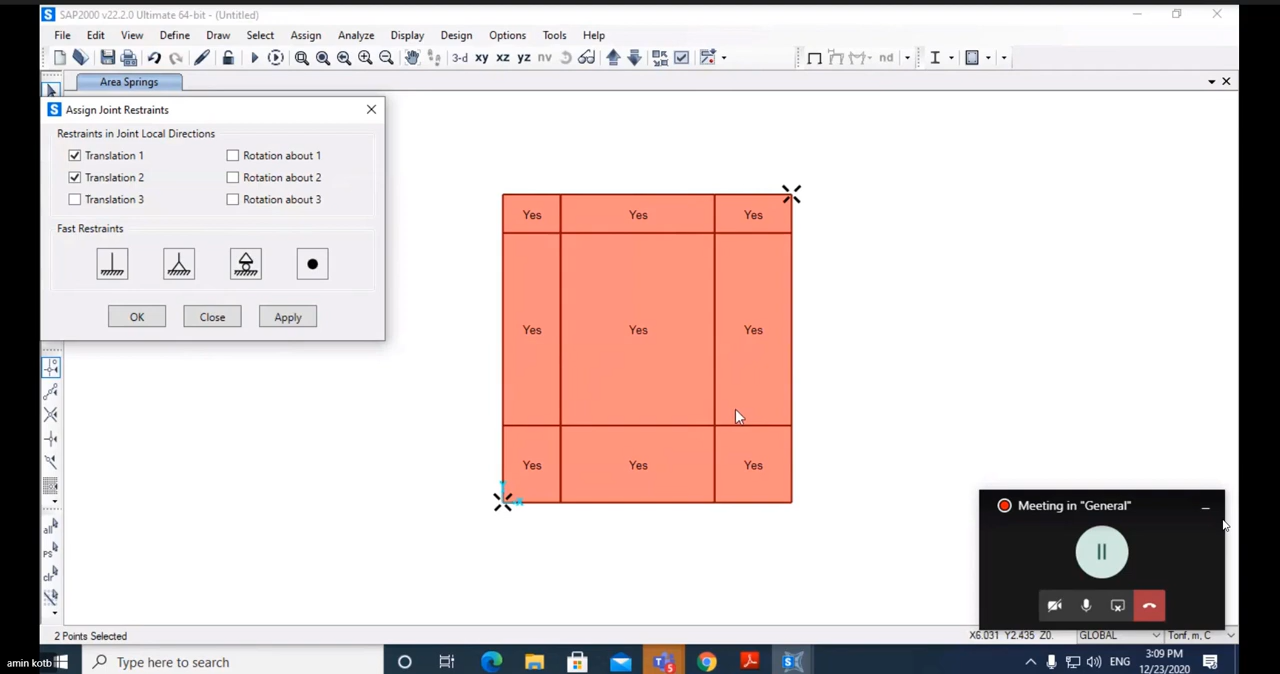 SAP2000 v22.2.0 Ultimate 64-bit - (Untitled)
File Edit View Define Draw Select Assign Analyze Display Design Options Tools Help
3-d xy xz yz nv nd
Area Springs
Assign Joint Restraints
Restraints in Joint Local Directions
Translation 1 Rotation about 1
Translation 2 Rotation about 2
Translation 3 Rotation about 3
Fast Restraints
OK Close Apply
Yes Yes Yes
Yes Yes Yes
Yes Yes Yes
all
PS
clr
Meeting in "General"
2 Points Selected
X6.031 Y2.435 Z0.
GLOBAL
Tonf, m, C
amin kotb
Type here to search
ENG
3:09 PM
12/23/2020